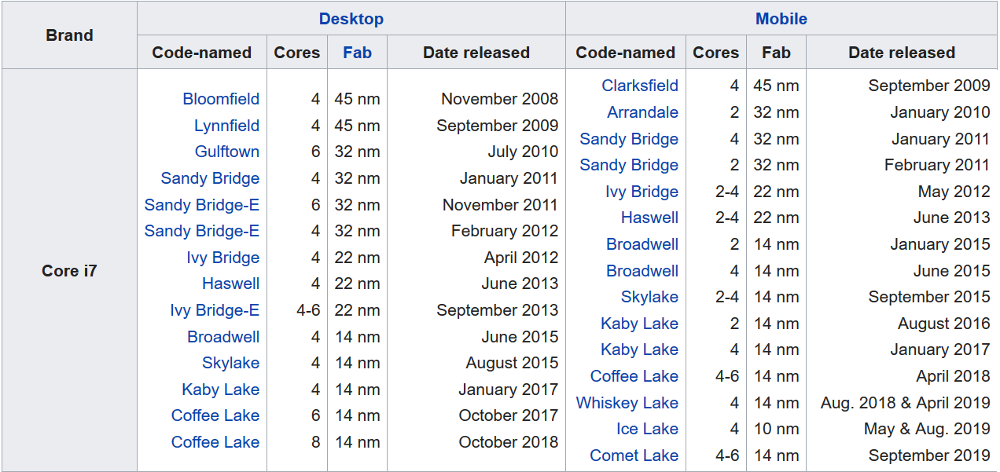 Brand
Desktop
Mobile
Code-named Cores Fab Date released Code-named Cores Fab Date released
Core i7
Bloomfield 4 45 nm November 2008
Lynnfield 4 45 nm September 2009
Gulftown 6 32 nm July 2010
Sandy Bridge 4 32 nm January 2011
Sandy Bridge-E 6 32 nm November 2011
Sandy Bridge-E 4 32 nm February 2012
Ivy Bridge 4 22 nm April 2012
Haswell 4 22 nm June 2013
Ivy Bridge-E 4-6 22 nm September 2013
Broadwell 4 14 nm June 2015
Skylake 4 14 nm August 2015
Kaby Lake 4 14 nm January 2017
Coffee Lake 6 14 nm October 2017
Coffee Lake 8 14 nm October 2018
Clarksfield 4 45 nm September 2009
Arrandale 2 32 nm January 2010
Sandy Bridge 4 32 nm January 2011
Sandy Bridge 2 32 nm February 2011
Ivy Bridge 2-4 22 nm May 2012
Haswell 2-4 22 nm June 2013
Broadwell 2 14 nm January 2015
Broadwell 4 14 nm June 2015
Skylake 2-4 14 nm September 2015
Kaby Lake 2 14 nm August 2016
Kaby Lake 4 14 nm January 2017
Coffee Lake 4-6 14 nm April 2018
Whiskey Lake 4 14 nm Aug. 2018 & April 2019
Ice Lake 4 10 nm May & Aug. 2019
Comet Lake 4-6 14 nm September 2019